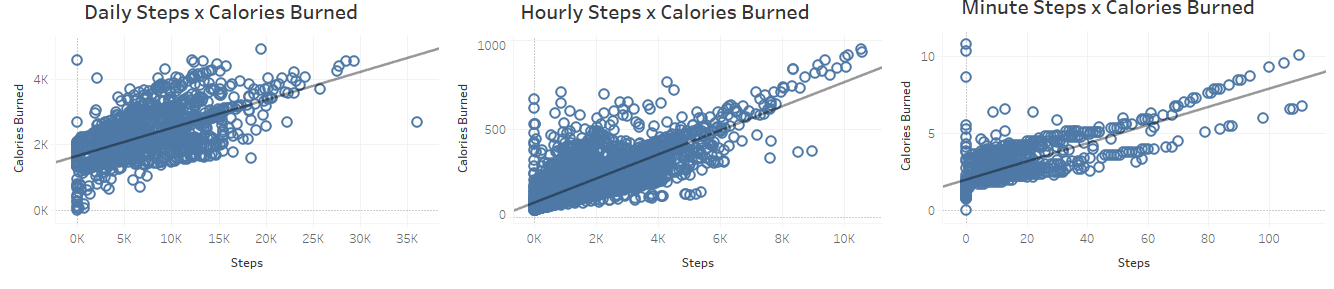 Daily Steps x Calories Burned
Calories Burned
4K
2K
0K
0K 5K 10K 15K 20K 25K 30K 35K
Steps
Hourly Steps x Calories Burned
Calories Burned
1000
500
0
0K 2K 4K 6K 8K 10K
Steps
Minute Steps x Calories Burned
Calories Burned
10
5
0
0 20 40 60 80 100
Steps